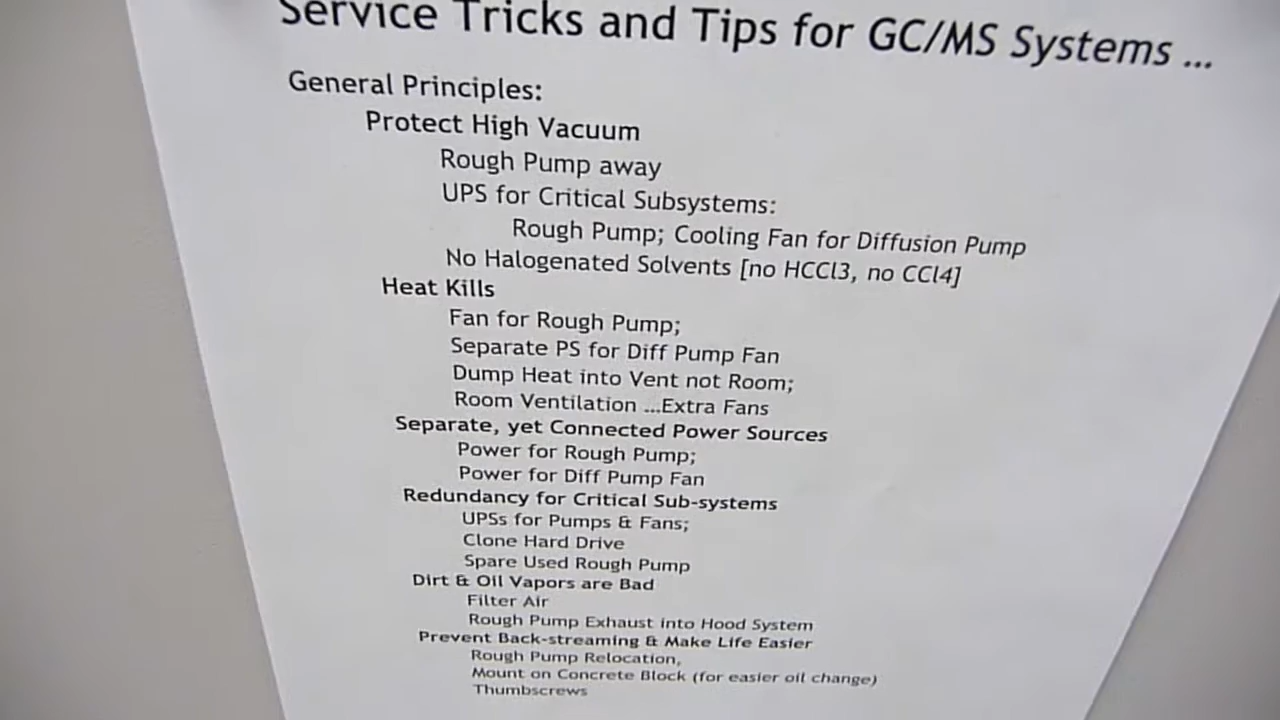 Service Tricks and Tips for GC/MS Systems ...
General Principles:
Protect High Vacuum
Rough Pump away
UPS for Critical Subsystems:
Rough Pump; Cooling Fan for Diffusion Pump
No Halogenated Solvents [no HCCl3, no CCl4]
Heat Kills
Fan for Rough Pump;
Separate PS for Diff Pump Fan
Dump Heat into Vent not Room;
Room Ventilation ...Extra Fans
Separate, yet Connected Power Sources
Power for Rough Pump;
Power for Diff Pump Fan
Redundancy for Critical Sub-systems
UPSs for Pumps & Fans;
Clone Hard Drive
Spare Used Rough Pump
Dirt & Oil Vapors are Bad
Filter Air
Rough Pump Exhaust into Hood System
Prevent Back-streaming & Make Life Easier
Rough Pump Relocation,
Mount on Concrete Block (for easier oil change)
Thumbscrews